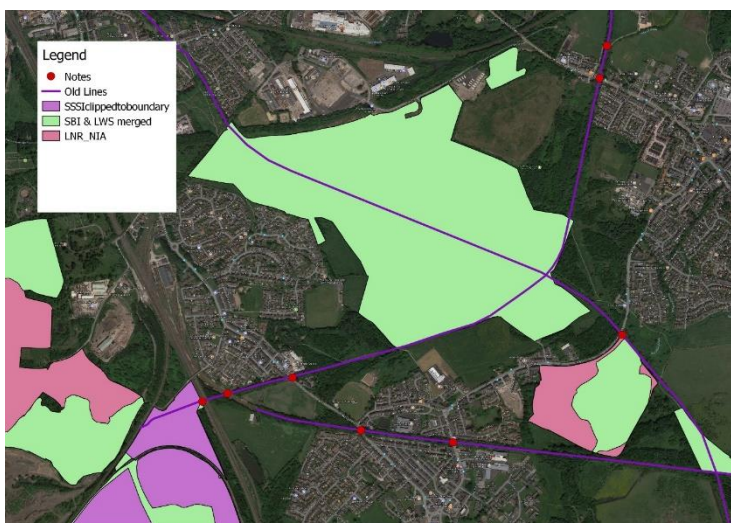 Legend
Notes
Old Lines
SSSIclippedtoboundary
SBI & LWS merged
LNR_NIA